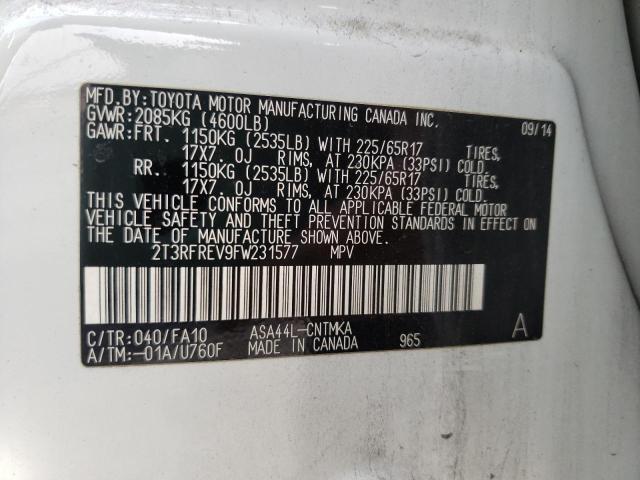 MFD.BY:TOYOTA MOTOR MANUFACTURING CANADA INC.
GVWR:2085KG (4600LB) 09/14
GAWR:FRT. 1150KG (2535LB) WITH 225/65R17 TIRES,
17X7. 0J RIMS, AT 230KPA (33PSI) COLD.
RR. 1150KG (2535LB) WITH 225/65R17 TIRES,
17X7. 0J RIMS, AT 230KPA (33PSI) COLD.
THIS VEHICLE CONFORMS TO ALL APPLICABLE FEDERAL MOTOR
VEHICLE SAFETY AND THEFT PREVENTION STANDARDS IN EFFECT ON
THE DATE OF MANUFACTURE SHOWN ABOVE.
2T3RFREV9FW231577 MPV
C/TR:040/FA10 ASA44L-CNTMKA A
A/TM:-01A/U760F MADE IN CANADA 965